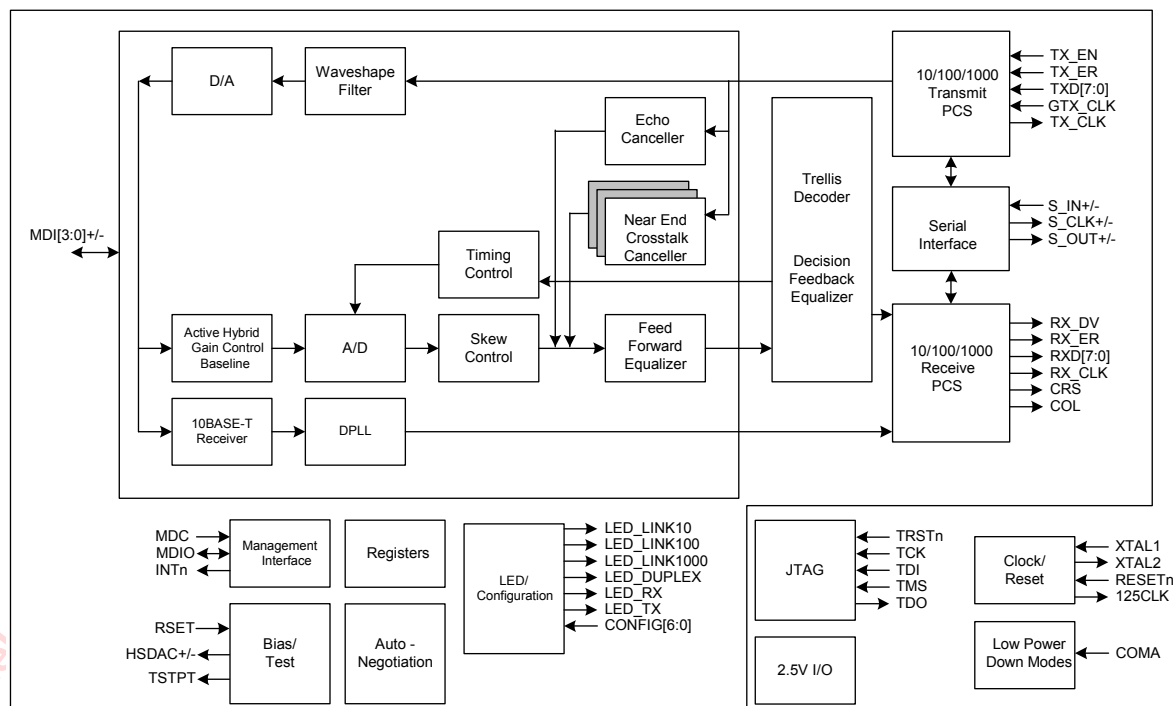 D/A
Waveshape
Filter
10/100/1000
Transmit
PCS
TX_EN
TX_ER
TXD[7:0]
GTX_CLK
TX_CLK
Echo
Canceller
Near End
Crosstalk
Canceller
Trellis
Decoder
Decision
Feedback
Equalizer
Serial
Interface
S_IN+/-
S_CLK+/-
S_OUT+/-
MDI[3:0]+/-
Timing
Control
Active Hybrid
Gain Control
Baseline
A/D
Skew
Control
Feed
Forward
Equalizer
10/100/1000
Receive
PCS
RX_DV
RX_ER
RXD[7:0]
RX_CLK
CRS
COL
10BASE-T
Receiver
DPLL
MDC
MDIO
INTn
Management
Interface
Registers
LED/
Configuration
LED_LINK10
LED_LINK100
LED_LINK1000
LED_DUPLEX
LED_RX
LED_TX
CONFIG[6:0]
JTAG
TRSTn
TCK
TDI
TMS
TDO
Clock/
Reset
XTAL1
XTAL2
RESETn
125CLK
RSET
HSDAC+/-
TSTPT
Bias/
Test
Auto -
Negotiation
2.5V I/O
Low Power
Down Modes
COMA